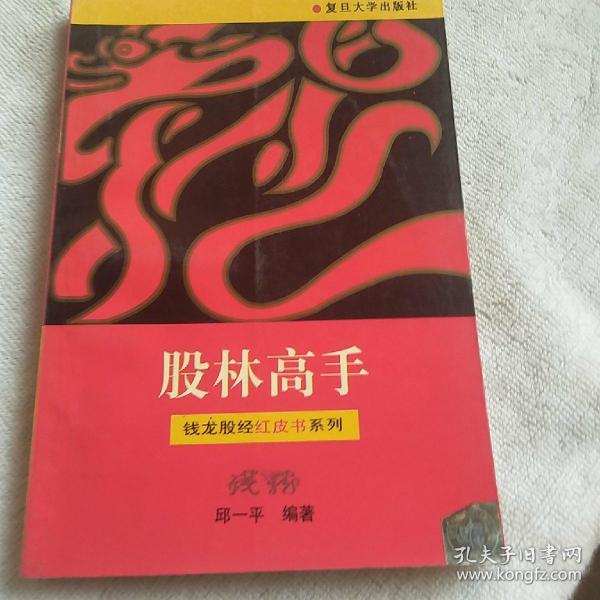 复旦大学出版社
股林高手
钱龙股经红皮书系列
邱一平 编著
孔夫子旧书网
www.kongfz.com